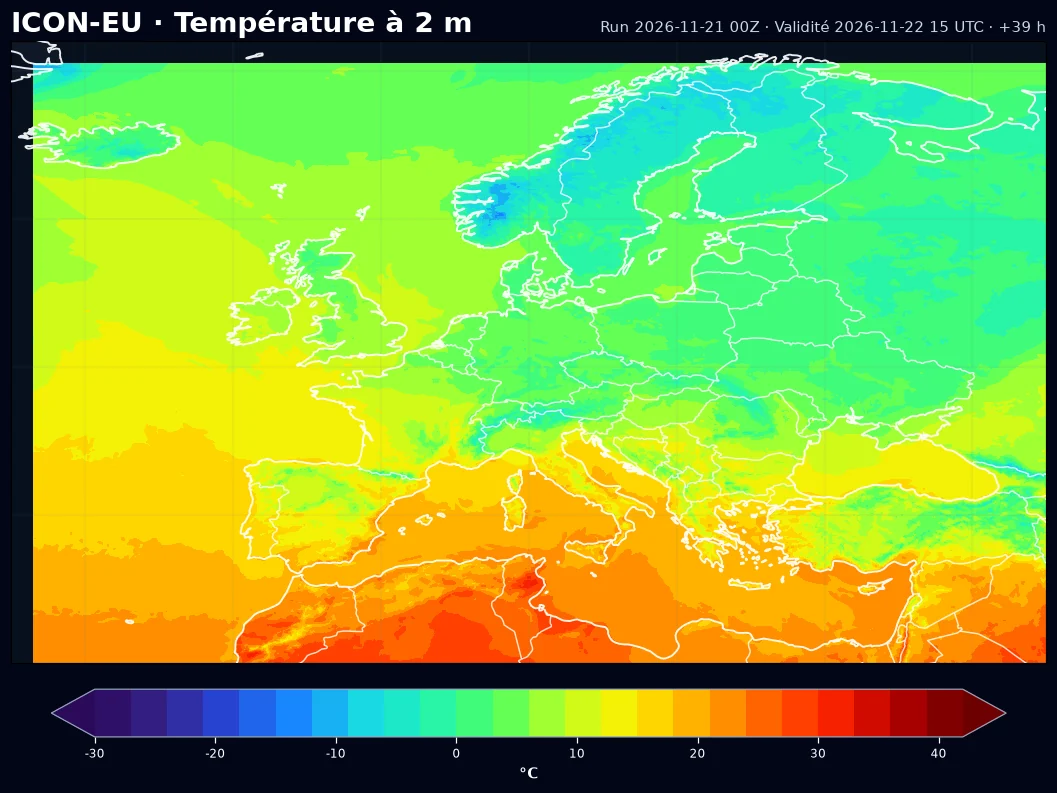 ICON-EU · Température à 2 m
Run 2026-11-21 00Z · Validité 2026-11-22 15 UTC · +39 h
-30 -20 -10 0 10 20 30 40
°C